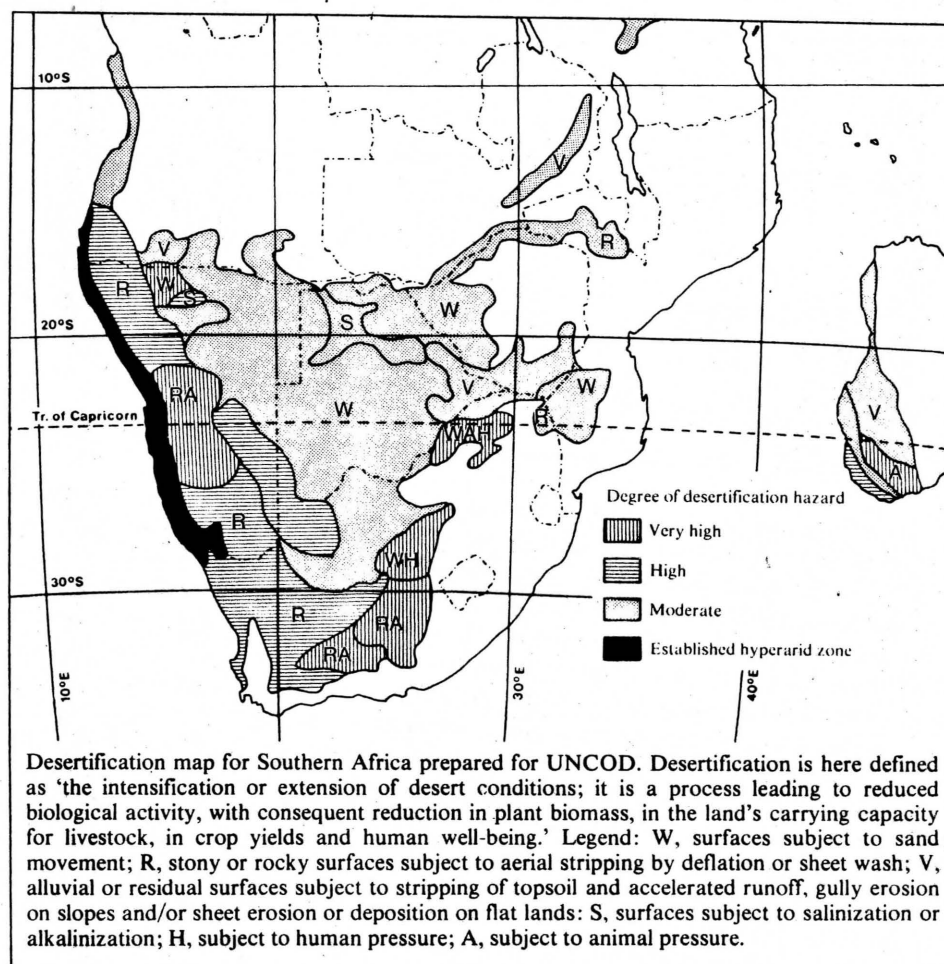 10°S
V
R
V
W
R
S
W
S
20°S
V
W
RA
W
V
Tr. of Capricorn
R
WAH
A
Degree of desertification hazard
R
Very high
WH
High
30°S
R
Moderate
RA
RA
Established hyperarid zone
10°E
30°E
40°E
Desertification map for Southern Africa prepared for UNCOD. Desertification is here defined
as ‘the intensification or extension of desert conditions; it is a process leading to reduced
biological activity, with consequent reduction in plant biomass, in the land's carrying capacity
for livestock, in crop yields and human well-being.’ Legend: W, surfaces subject to sand
movement; R, stony or rocky surfaces subject to aerial stripping by deflation or sheet wash; V,
alluvial or residual surfaces subject to stripping of topsoil and accelerated runoff, gully erosion
on slopes and/or sheet erosion or deposition on flat lands: S, surfaces subject to salinization or
alkalinization; H, subject to human pressure; A, subject to animal pressure.